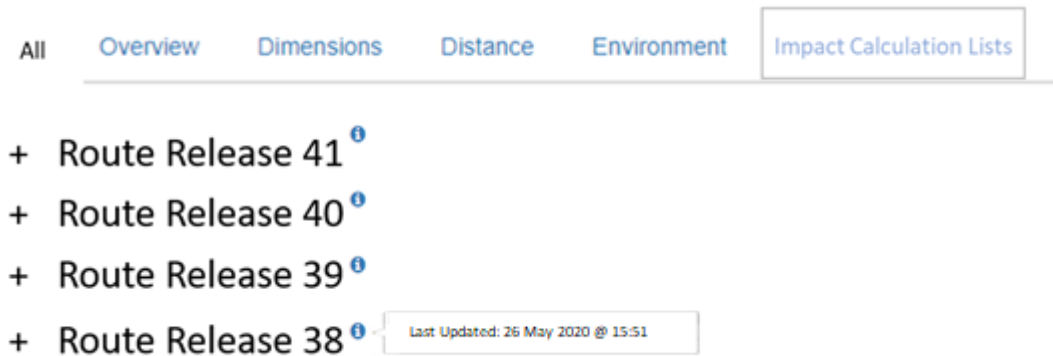 All Overview Dimensions Distance Environment Impact Calculation Lists
+ Route Release 41
+ Route Release 40
+ Route Release 39
+ Route Release 38 Last Updated: 26 May 2020 @ 15:51